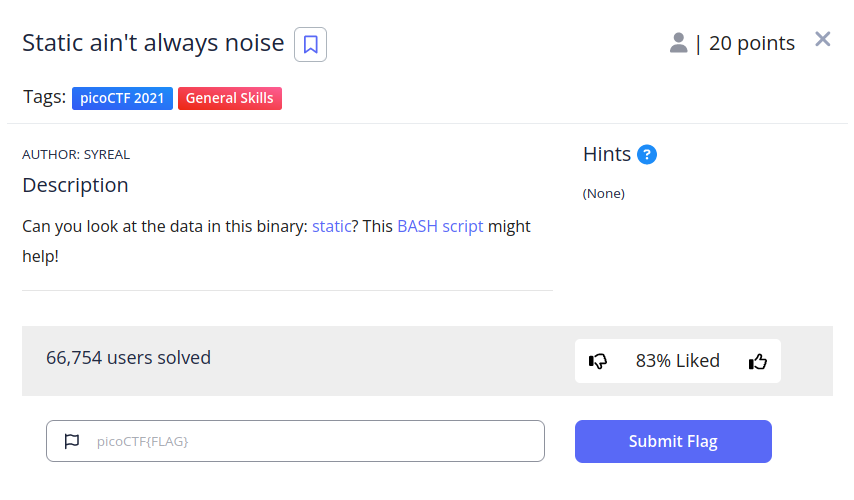 Static ain't always noise
| 20 points
Tags: picoCTF 2021 General Skills
AUTHOR: SYREAL
Description
Can you look at the data in this binary: static? This BASH script might
help!
Hints ?
(None)
66,754 users solved
83% Liked
picoCTF{FLAG}
Submit Flag